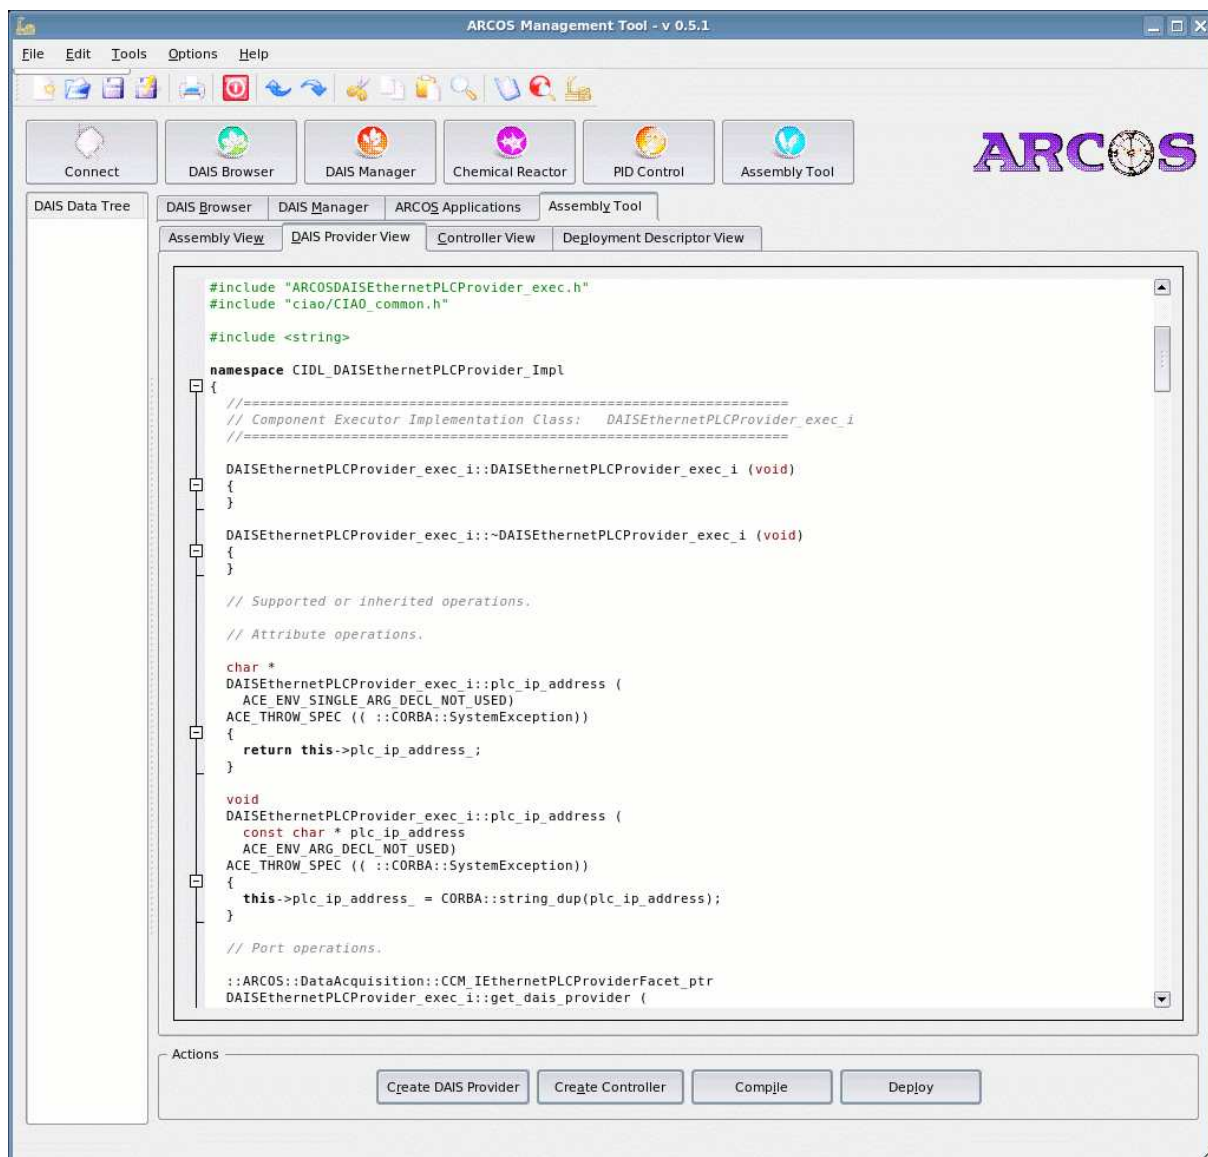 ARCOS Management Tool - v 0.5.1
File Edit Tools Options Help
Connect DAIS Browser DAIS Manager Chemical Reactor PID Control Assembly Tool
ARCOS
DAIS Data Tree
DAIS Browser DAIS Manager ARCOS Applications Assembly Tool
Assembly View DAIS Provider View Controller View Deployment Descriptor View
#include "ARCOSDAISEthernetPLCProvider_exec.h"
#include "ciao/CIAO_common.h"
#include <string>
namespace CIDL_DAISEthernetPLCProvider_Impl
{
//==================================================================
// Component Executor Implementation Class: DAISEthernetPLCProvider_exec_i
//==================================================================
DAISEthernetPLCProvider_exec_i::DAISEthernetPLCProvider_exec_i (void)
{
}
DAISEthernetPLCProvider_exec_i::~DAISEthernetPLCProvider_exec_i (void)
{
}
// Supported or inherited operations.
// Attribute operations.
char *
DAISEthernetPLCProvider_exec_i::plc_ip_address (
ACE_ENV_SINGLE_ARG_DECL_NOT_USED)
ACE_THROW_SPEC (( ::CORBA::SystemException))
{
return this->plc_ip_address_;
}
void
DAISEthernetPLCProvider_exec_i::plc_ip_address (
const char * plc_ip_address
ACE_ENV_ARG_DECL_NOT_USED)
ACE_THROW_SPEC (( ::CORBA::SystemException))
{
this->plc_ip_address_ = CORBA::string_dup(plc_ip_address);
}
// Port operations.
::ARCOS::DataAcquisition::CCM_IEthernetPLCProviderFacet_ptr
DAISEthernetPLCProvider_exec_i::get_dais_provider (
Actions
Create DAIS Provider Create Controller Compile Deploy